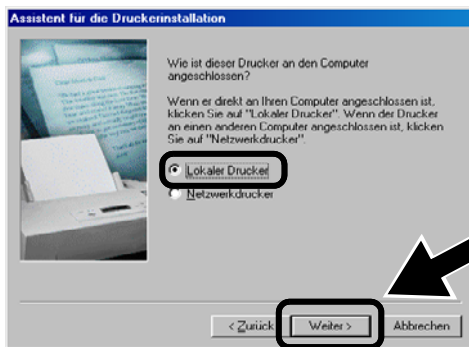 Assistent für die Druckerinstallation
Wie ist dieser Drucker an den Computer
angeschlossen?
Wenn er direkt an Ihren Computer angeschlossen ist,
klicken Sie auf "Lokaler Drucker". Wenn der Drucker
an einen anderen Computer angeschlossen ist, klicken
Sie auf "Netzwerkdrucker".
Lokaler Drucker
Netzwerkdrucker
< Zurück
Weiter >
Abbrechen